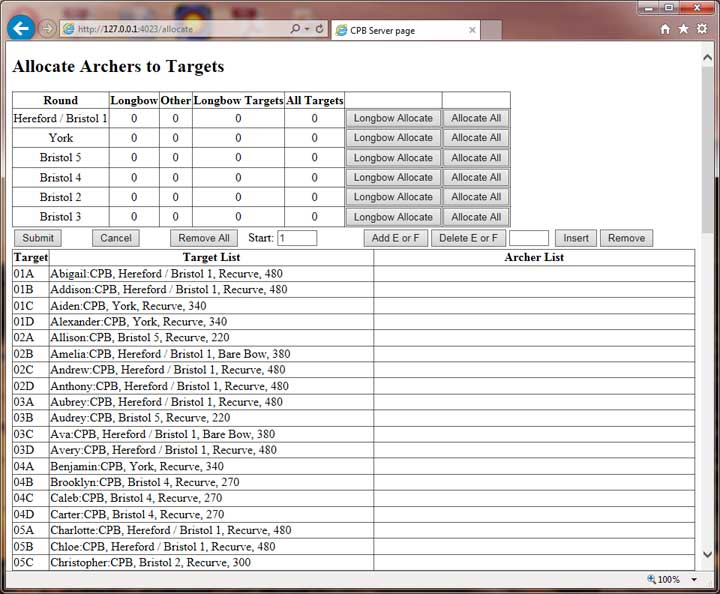 http://127.0.0.1:4023/allocate
CPB Server page
Allocate Archers to Targets
Round Longbow Other Longbow Targets All Targets
Hereford / Bristol 1 0 0 0 0 Longbow Allocate Allocate All
York 0 0 0 0 Longbow Allocate Allocate All
Bristol 5 0 0 0 0 Longbow Allocate Allocate All
Bristol 4 0 0 0 0 Longbow Allocate Allocate All
Bristol 2 0 0 0 0 Longbow Allocate Allocate All
Bristol 3 0 0 0 0 Longbow Allocate Allocate All
Submit Cancel Remove All Start: 1 Add E or F Delete E or F Insert Remove
Target Target List Archer List
01A Abigail:CPB, Hereford / Bristol 1, Recurve, 480
01B Addison:CPB, Hereford / Bristol 1, Recurve, 480
01C Aiden:CPB, York, Recurve, 340
01D Alexander:CPB, York, Recurve, 340
02A Allison:CPB, Bristol 5, Recurve, 220
02B Amelia:CPB, Hereford / Bristol 1, Bare Bow, 380
02C Andrew:CPB, Hereford / Bristol 1, Recurve, 480
02D Anthony:CPB, Hereford / Bristol 1, Recurve, 480
03A Aubrey:CPB, Hereford / Bristol 1, Recurve, 480
03B Audrey:CPB, Bristol 5, Recurve, 220
03C Ava:CPB, Hereford / Bristol 1, Bare Bow, 380
03D Avery:CPB, Hereford / Bristol 1, Recurve, 480
04A Benjamin:CPB, York, Recurve, 340
04B Brooklyn:CPB, Bristol 4, Recurve, 270
04C Caleb:CPB, Bristol 4, Recurve, 270
04D Carter:CPB, Bristol 4, Recurve, 270
05A Charlotte:CPB, Hereford / Bristol 1, Recurve, 480
05B Chloe:CPB, Hereford / Bristol 1, Recurve, 480
05C Christopher:CPB, Bristol 2, Recurve, 300
100%